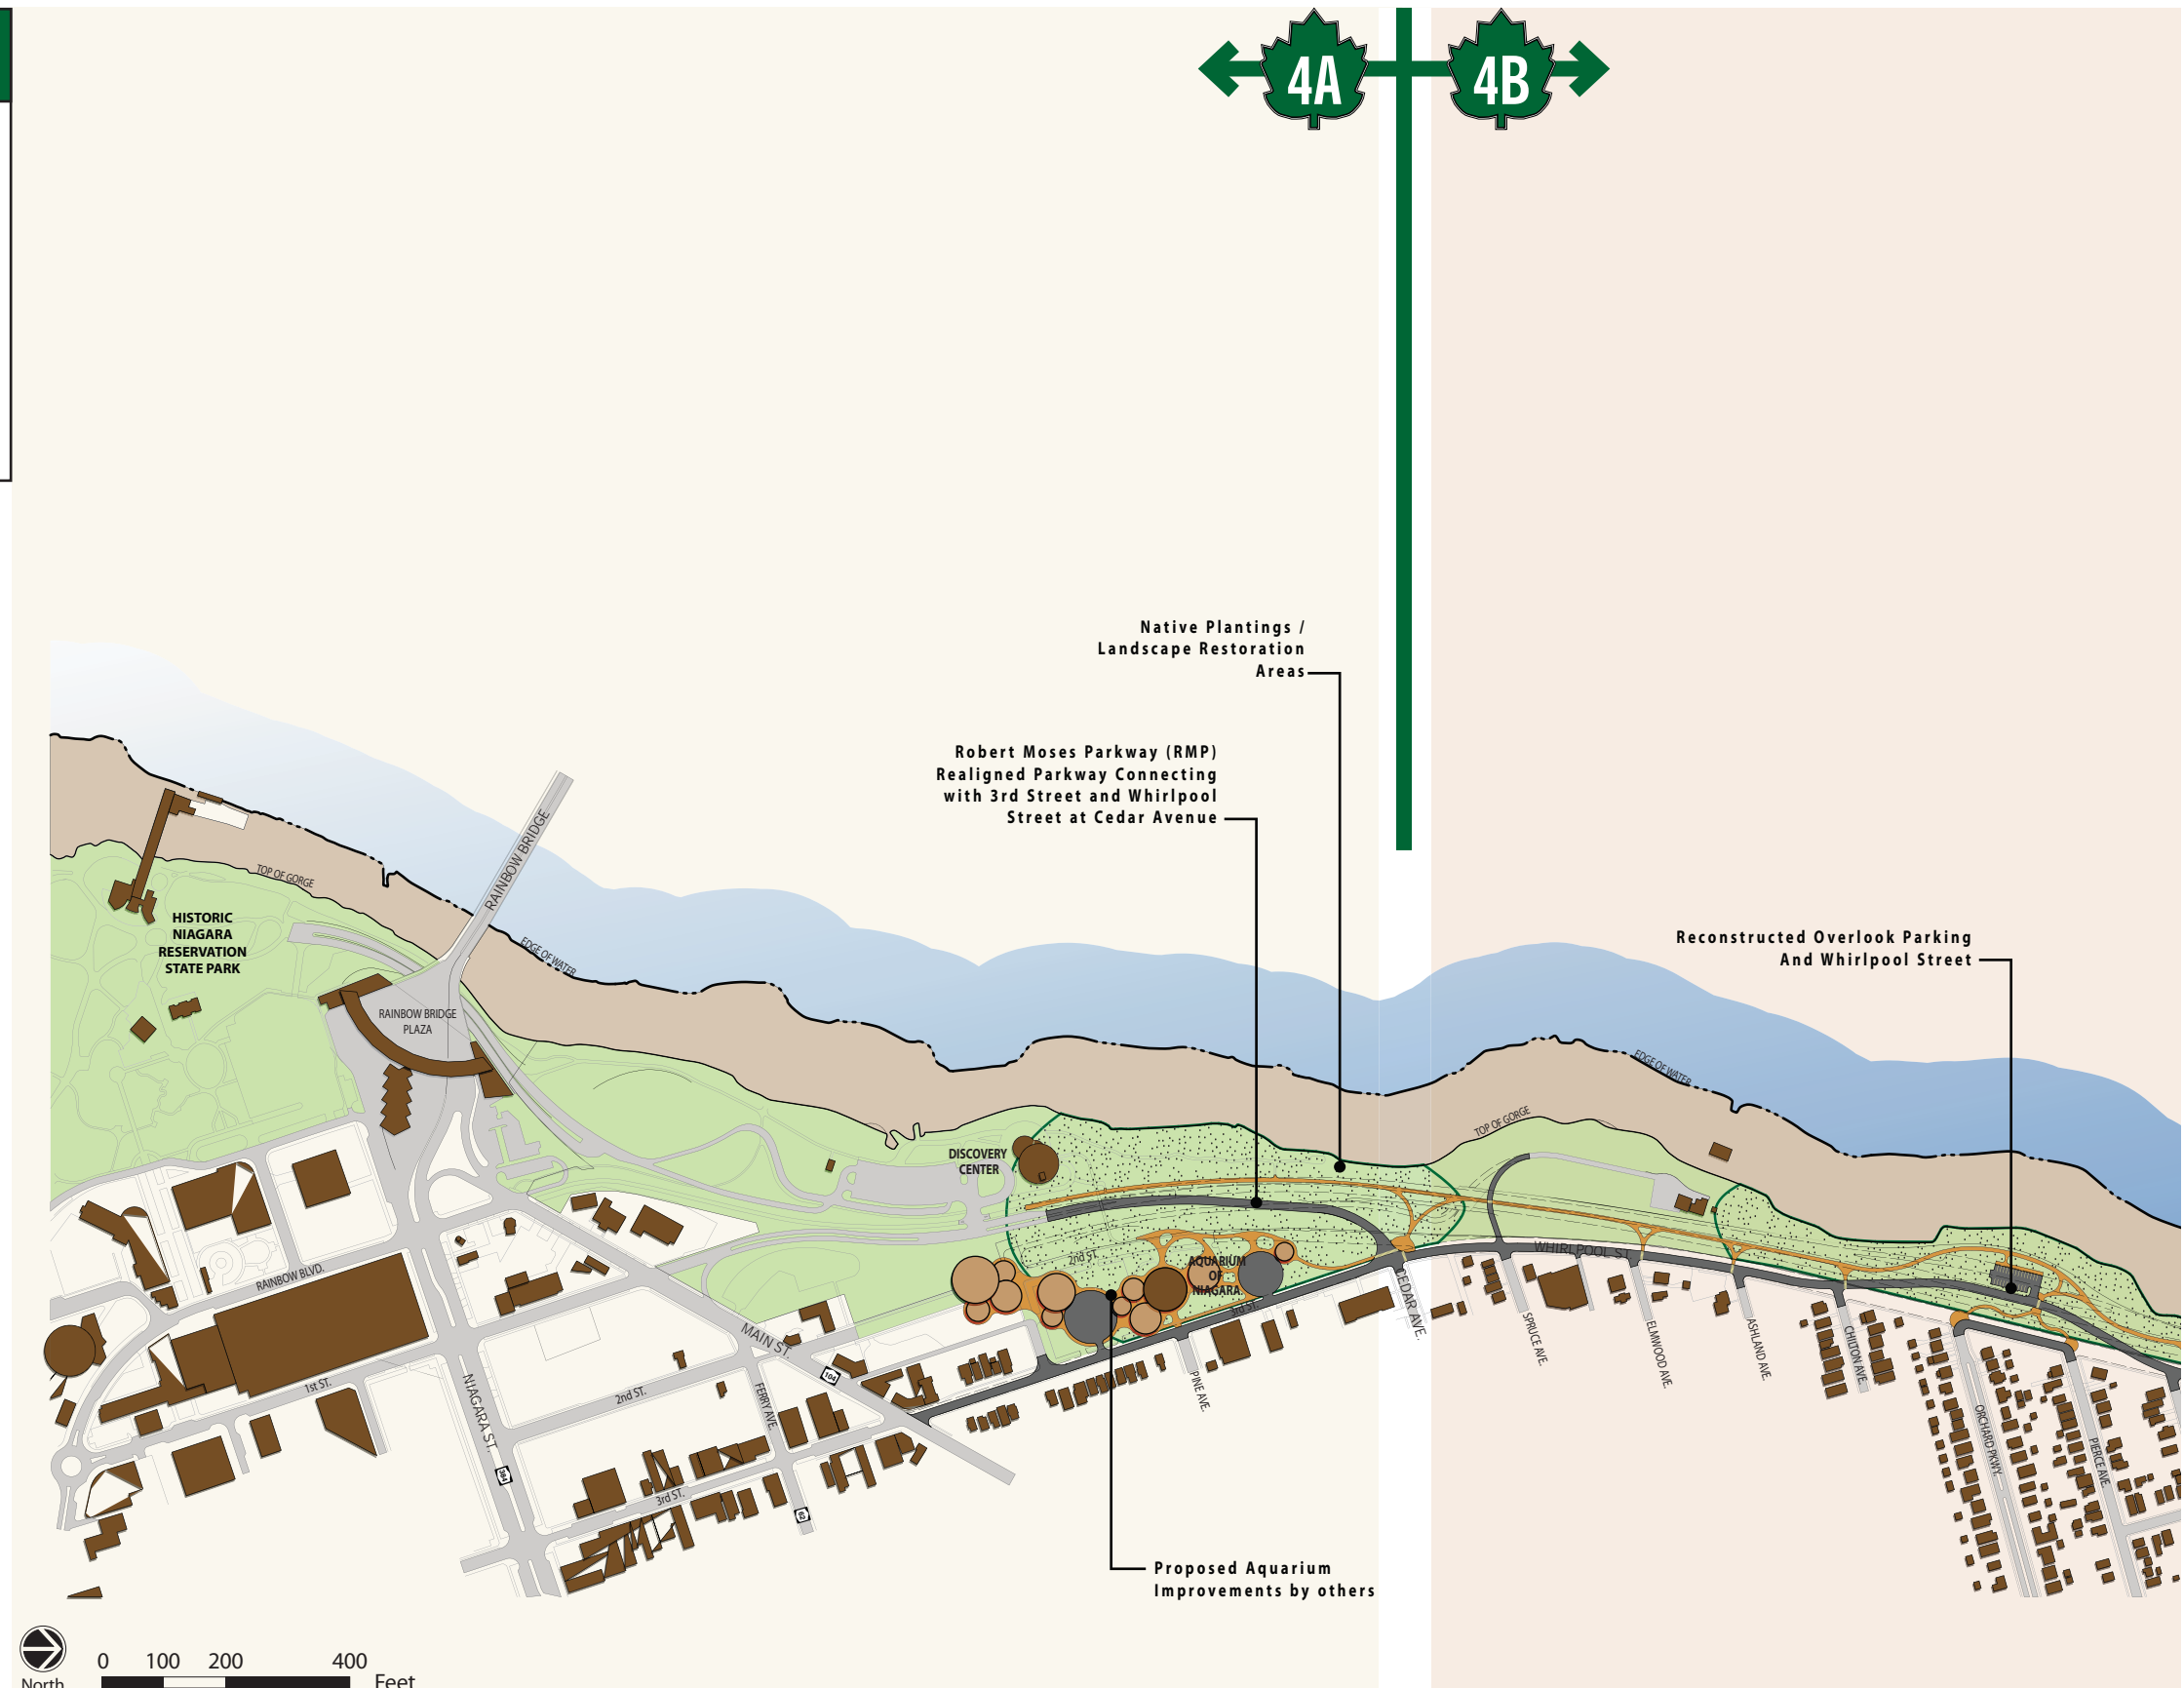 4A
4B
Native Plantings /
Landscape Restoration
Areas
Robert Moses Parkway (RMP)
Realigned Parkway Connecting
with 3rd Street and Whirlpool
Street at Cedar Avenue
Reconstructed Overlook Parking
And Whirlpool Street
RAINBOW BRIDGE
TOP OF GORGE
HISTORIC
NIAGARA
RESERVATION
STATE PARK
EDGE OF WATER
RAINBOW BRIDGE
PLAZA
EDGE OF WATER
TOP OF GORGE
DISCOVERY
CENTER
2nd ST.
AQUARIUM
OF
NIAGARA
3rd ST.
WHIRLPOOL ST.
CEDAR AVE.
SPRUCE AVE.
ELMWOOD AVE.
ASHLAND AVE.
CHILTON AVE.
ORCHARD PKWY.
PIERCE AVE.
RAINBOW BLVD.
MAIN ST.
104
PINE AVE.
1st ST.
2nd ST.
FERRY AVE.
NIAGARA ST.
384
3rd ST.
62
Proposed Aquarium
Improvements by others
North
0 100 200 400
Feet